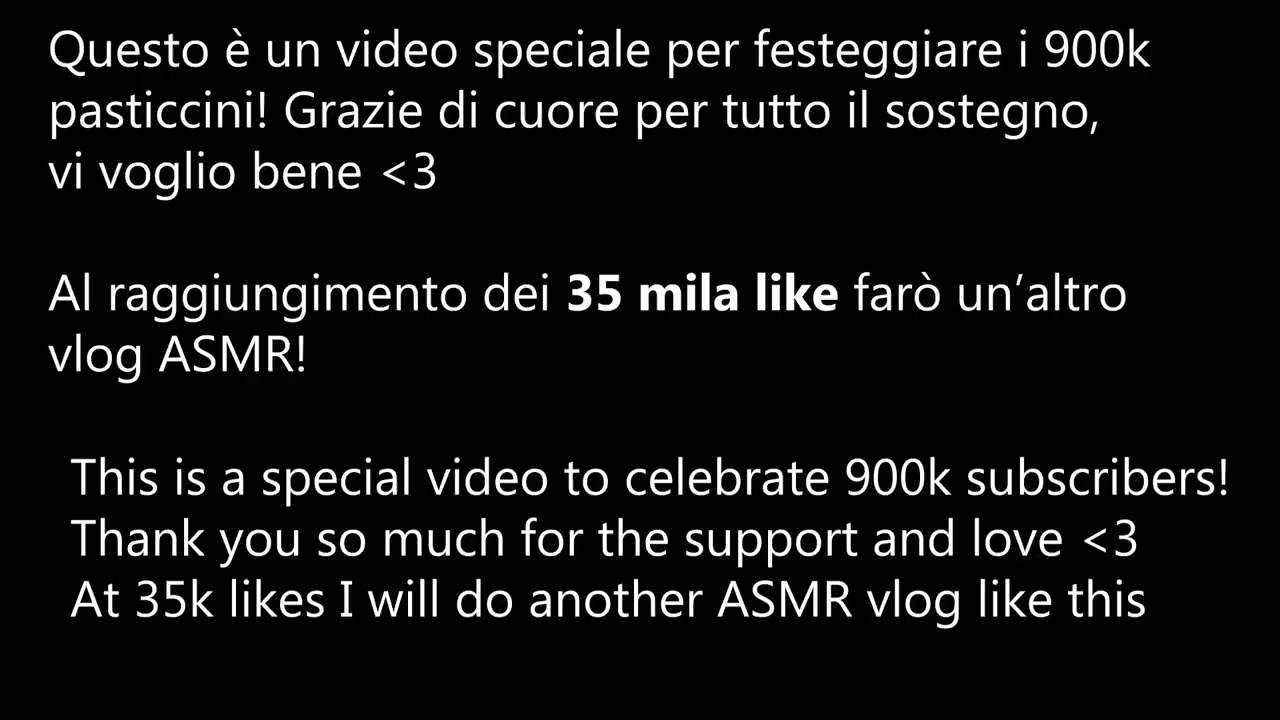 Questo è un video speciale per festeggiare i 900k
pasticcini! Grazie di cuore per tutto il sostegno,
vi voglio bene <3
Al raggiungimento dei 35 mila like farò un’altro
vlog ASMR!
This is a special video to celebrate 900k subscribers!
Thank you so much for the support and love <3
At 35k likes I will do another ASMR vlog like this